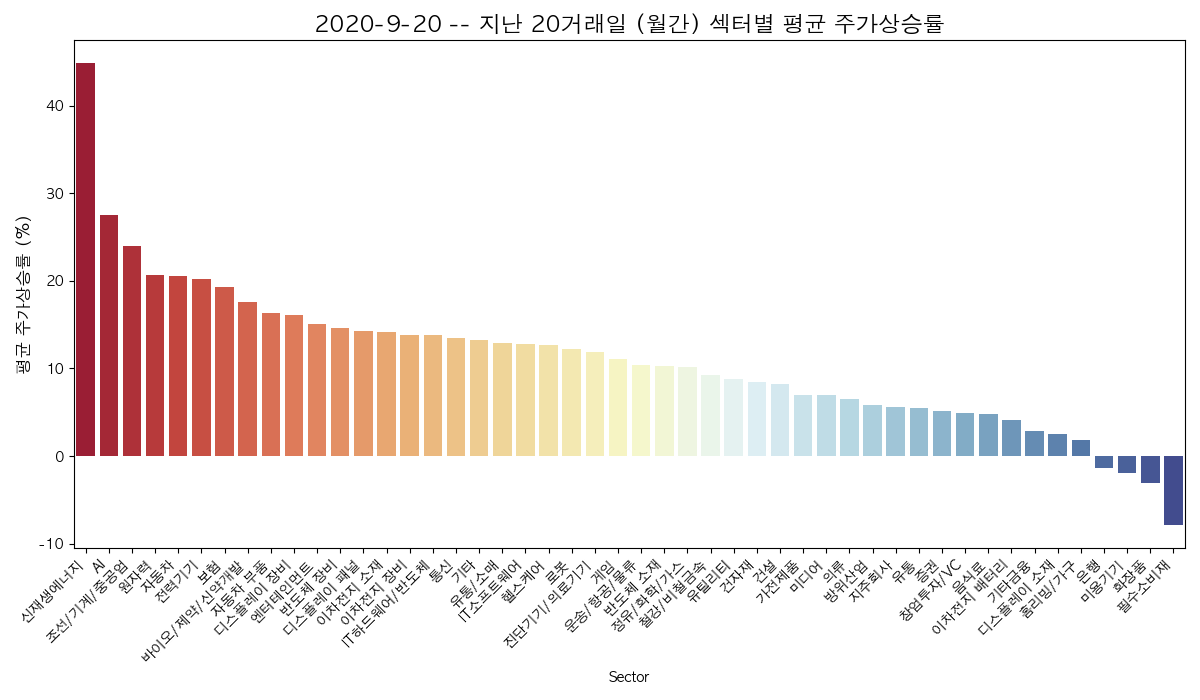 2020-9-20 -- 지난 20거래일 (월간) 섹터별 평균 주가상승률
평균 주가상승률 (%)
40
30
20
10
0
-10
신재생에너지
AI
조선/기계/중공업
원자력
자동차
전력기기
보험
바이오/제약/신약개발
자동차 부품
디스플레이 장비
엔터테인먼트
반도체 장비
디스플레이 패널
이차전지 소재
이차전지 장비
IT하드웨어/반도체
통신
기타
유통/소매
IT소프트웨어
헬스케어
로봇
진단기기/의료기기
게임
운송/항공/물류
반도체 소재
정유/화학/가스
철강/비철금속
유틸리티
건자재
건설
가전제품
미디어
의류
방위산업
지주회사
유통
증권
창업투자/VC
음식료
이차전지 배터리
기타금융
디스플레이 소재
홈리빙/가구
은행
미용기기
화장품
필수소비재
Sector